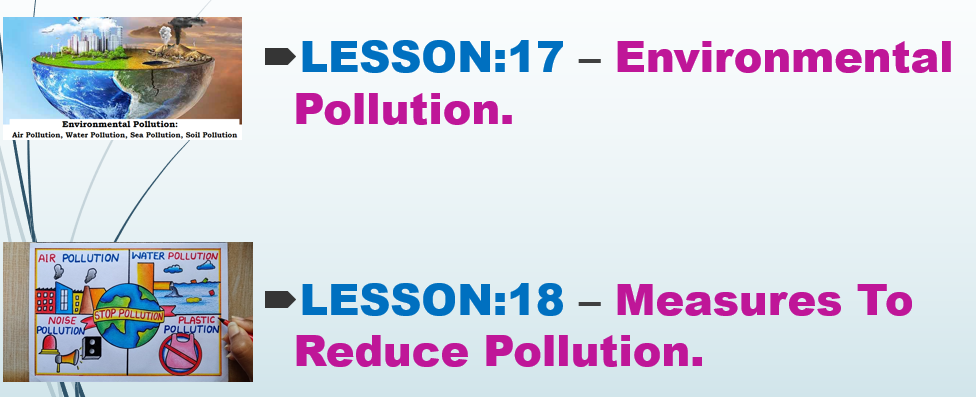 LESSON:17 – Environmental
Pollution.
Environmental Pollution:
Air Pollution, Water Pollution, Sea Pollution, Soil Pollution
LESSON:18 – Measures To
Reduce Pollution.
AIR POLLUTION
WATER POLLUTION
STOP POLLUTION
NOISE
POLLUTION
PLASTIC
POLLUTION